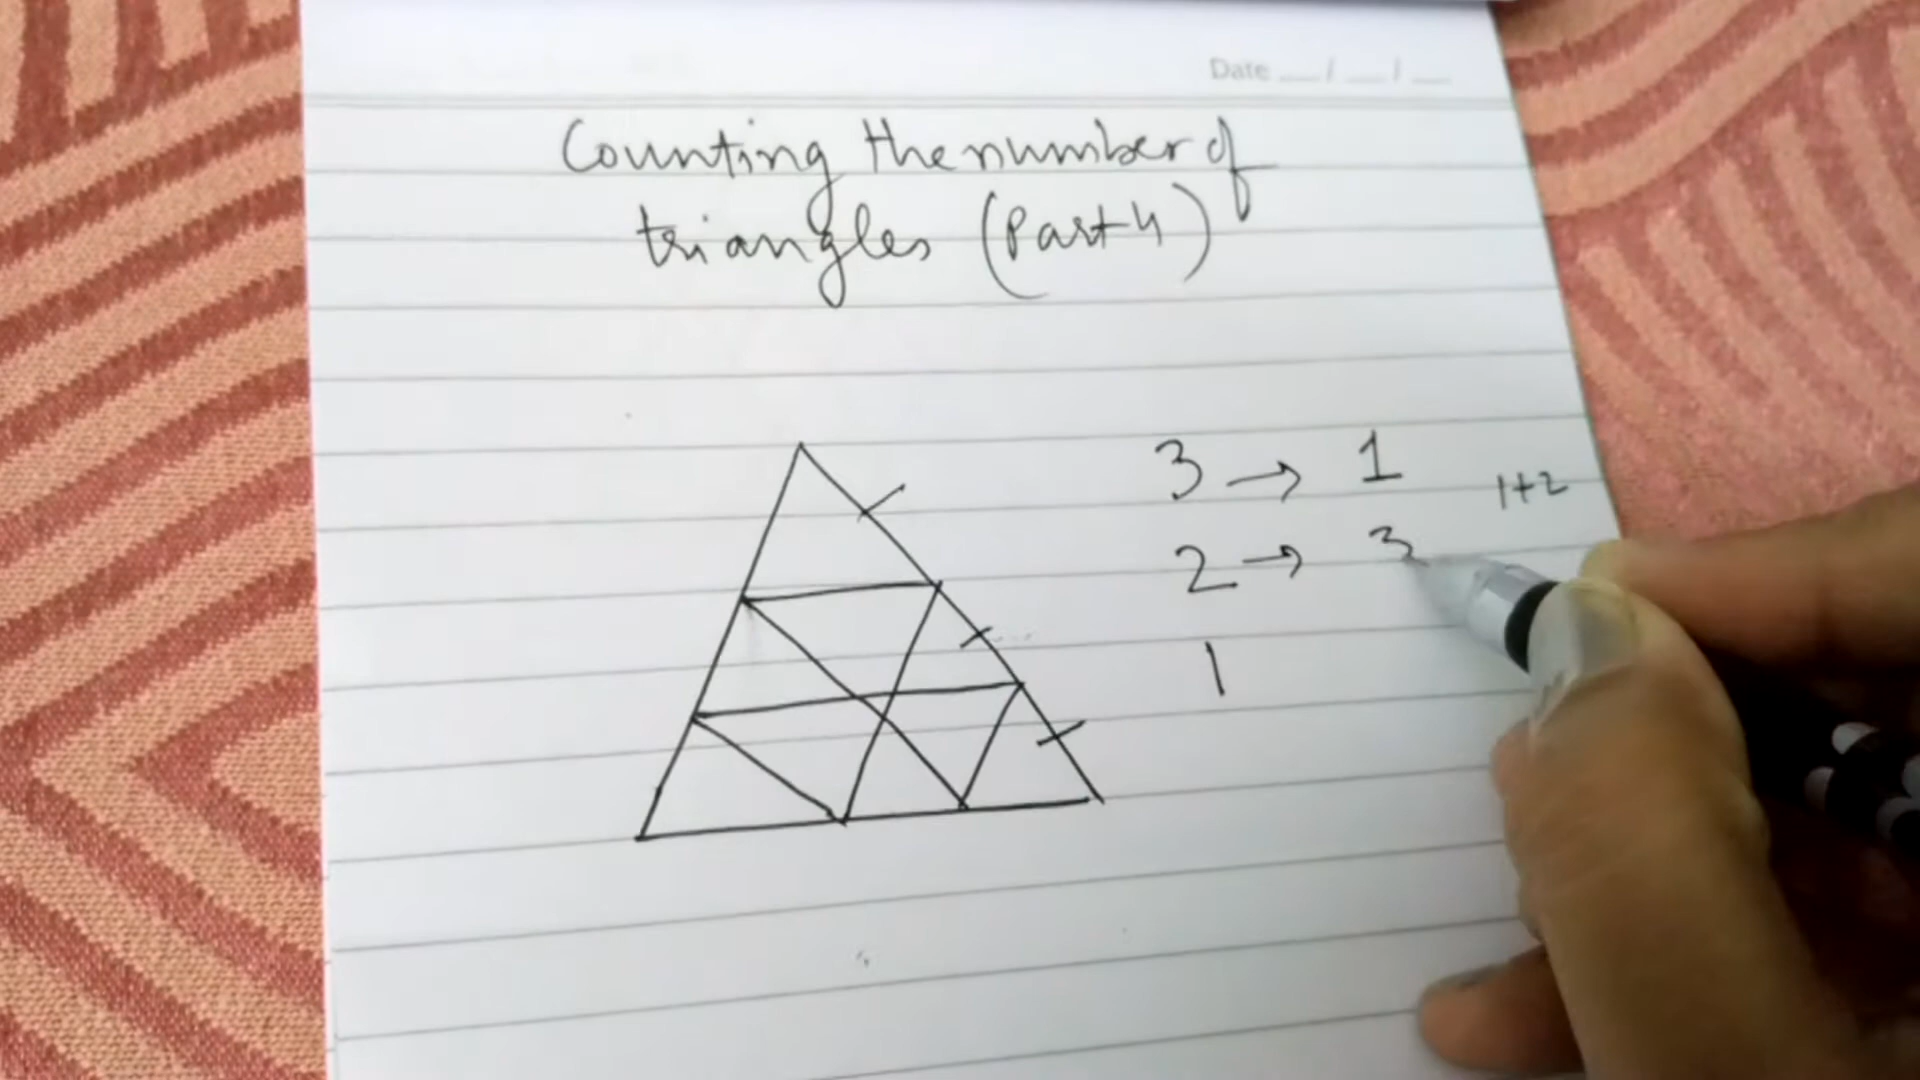 Date __/__/__
Counting the number of
triangles (Part 4)
3 → 1
1+2
2 → 3
1